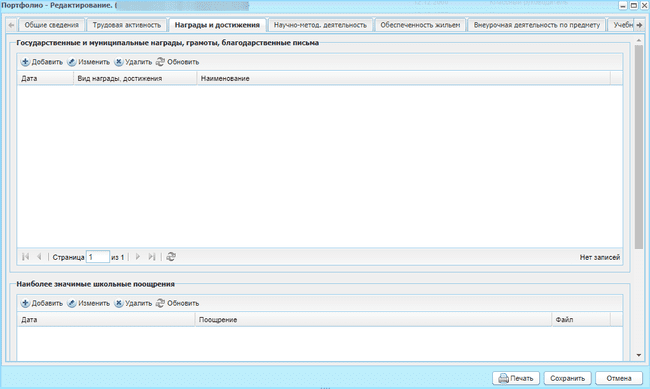 Портфолио - Редактирование. (
Общие сведения Трудовая активность Награды и достижения Научно-метод. деятельность Обеспеченность жильем Внеурочная деятельность по предмету Учебн
Государственные и муниципальные награды, грамоты, благодарственные письма
Добавить Изменить Удалить Обновить
Дата Вид награды, достижения Наименование
Страница 1 из 1 Нет записей
Наиболее значимые школьные поощрения
Добавить Изменить Удалить Обновить
Дата Поощрение Файл
Печать Сохранить Отмена